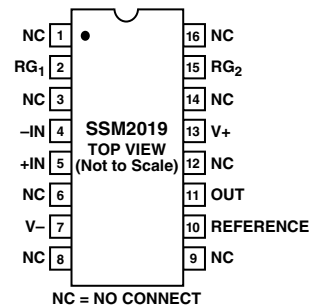 NC 1 16 NC
RG1 2 15 RG2
NC 3 14 NC
–IN 4 SSM2019 13 V+
TOP VIEW
+IN 5 (Not to Scale) 12 NC
NC 6 11 OUT
V– 7 10 REFERENCE
NC 8 9 NC
NC = NO CONNECT